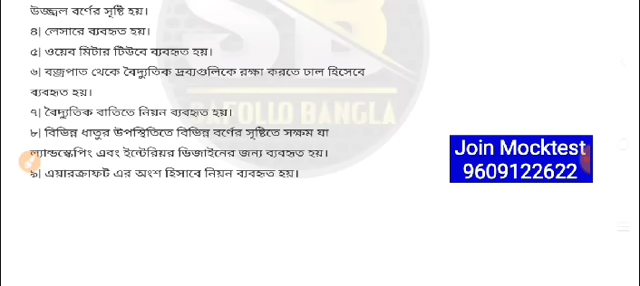 উজ্জ্বল বর্ণের সৃষ্টি হয়।
৪| লেসারে ব্যবহৃত হয়।
৫| ওয়েব মিটার টিউবে ব্যবহৃত হয়।
৬| বজ্রপাত থেকে বৈদ্যুতিক দ্রব্যগুলিকে রক্ষা করতে ঢাল হিসেবে
ব্যবহৃত হয়।
৭| বৈদ্যুতিক বাতিতে নিয়ন ব্যবহৃত হয়।
SAFOLLO BANGLA
৮| বিভিন্ন ধাতুর উপস্থিতিতে বিভিন্ন বর্ণের সৃষ্টিতে সক্ষম যা
ল্যান্ডস্কেপিং এবং ইন্টেরিয়র ডিজাইনের জন্য ব্যবহৃত হয়।
৯| এয়ারক্রাফট এর অংশ হিসাবে নিয়ন ব্যবহৃত হয়।
Join Mocktest
9609122622